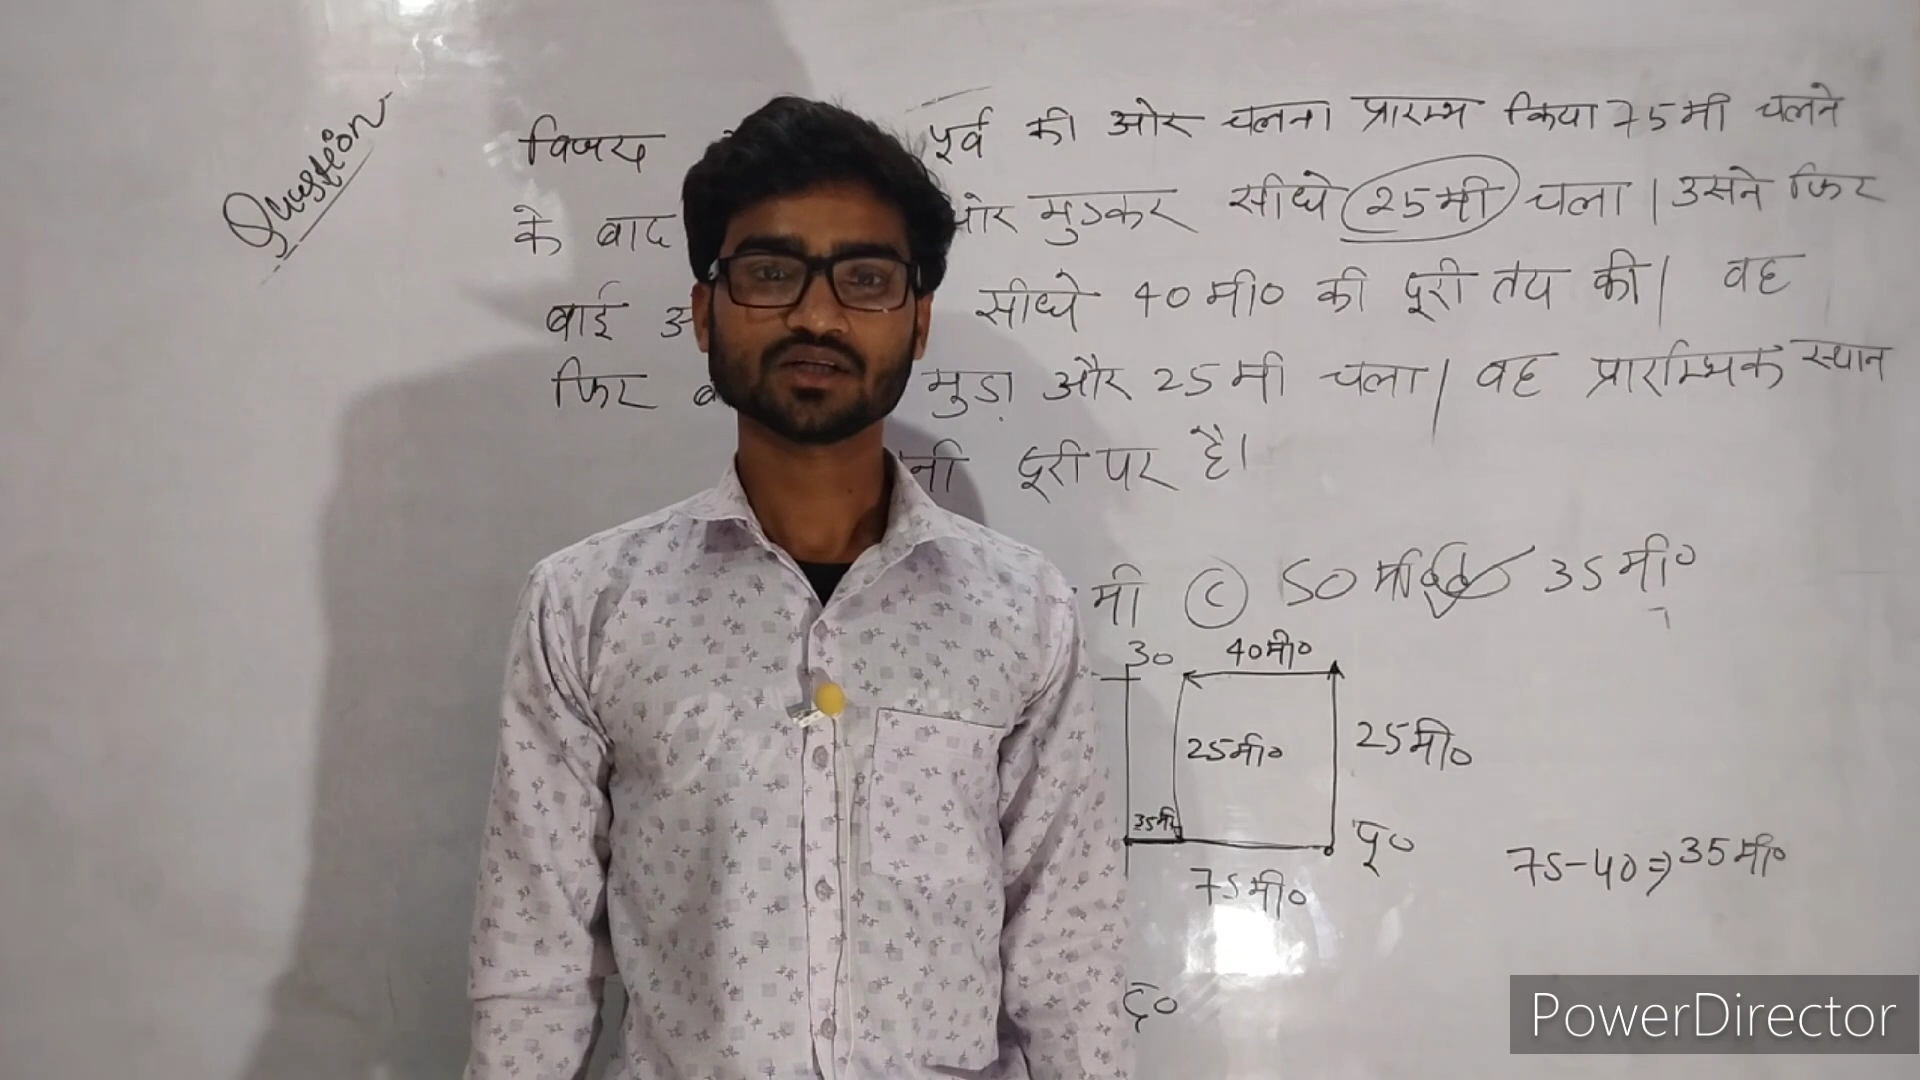 Question
विजय पूर्व की ओर चलना प्रारम्भ किया 75 मी चलने
के बाद ओर मुड़कर सीधे 25 मी चला | उसने फिर
बाई सीधे 40 मी० की दूरी तय की | वह
फिर मुड़ा और 25 मी चला | वह प्रारम्भिक स्थान
दूरी पर है।
मी (C) 50 मी 35 मी०
30 40 मी०
25 मी० 25 मी०
35 मी पू०
75 मी० 75-40 => 35 मी०
द०
PowerDirector